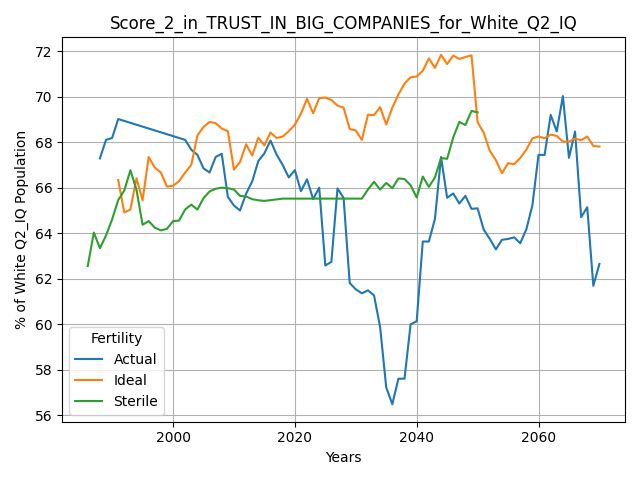 Score_2_in_TRUST_IN_BIG_COMPANIES_for_White_Q2_IQ
% of White Q2_IQ Population
72
70
68
66
64
62
60
58
56
Fertility
Actual
Ideal
Sterile
2000
2020
2040
2060
Years